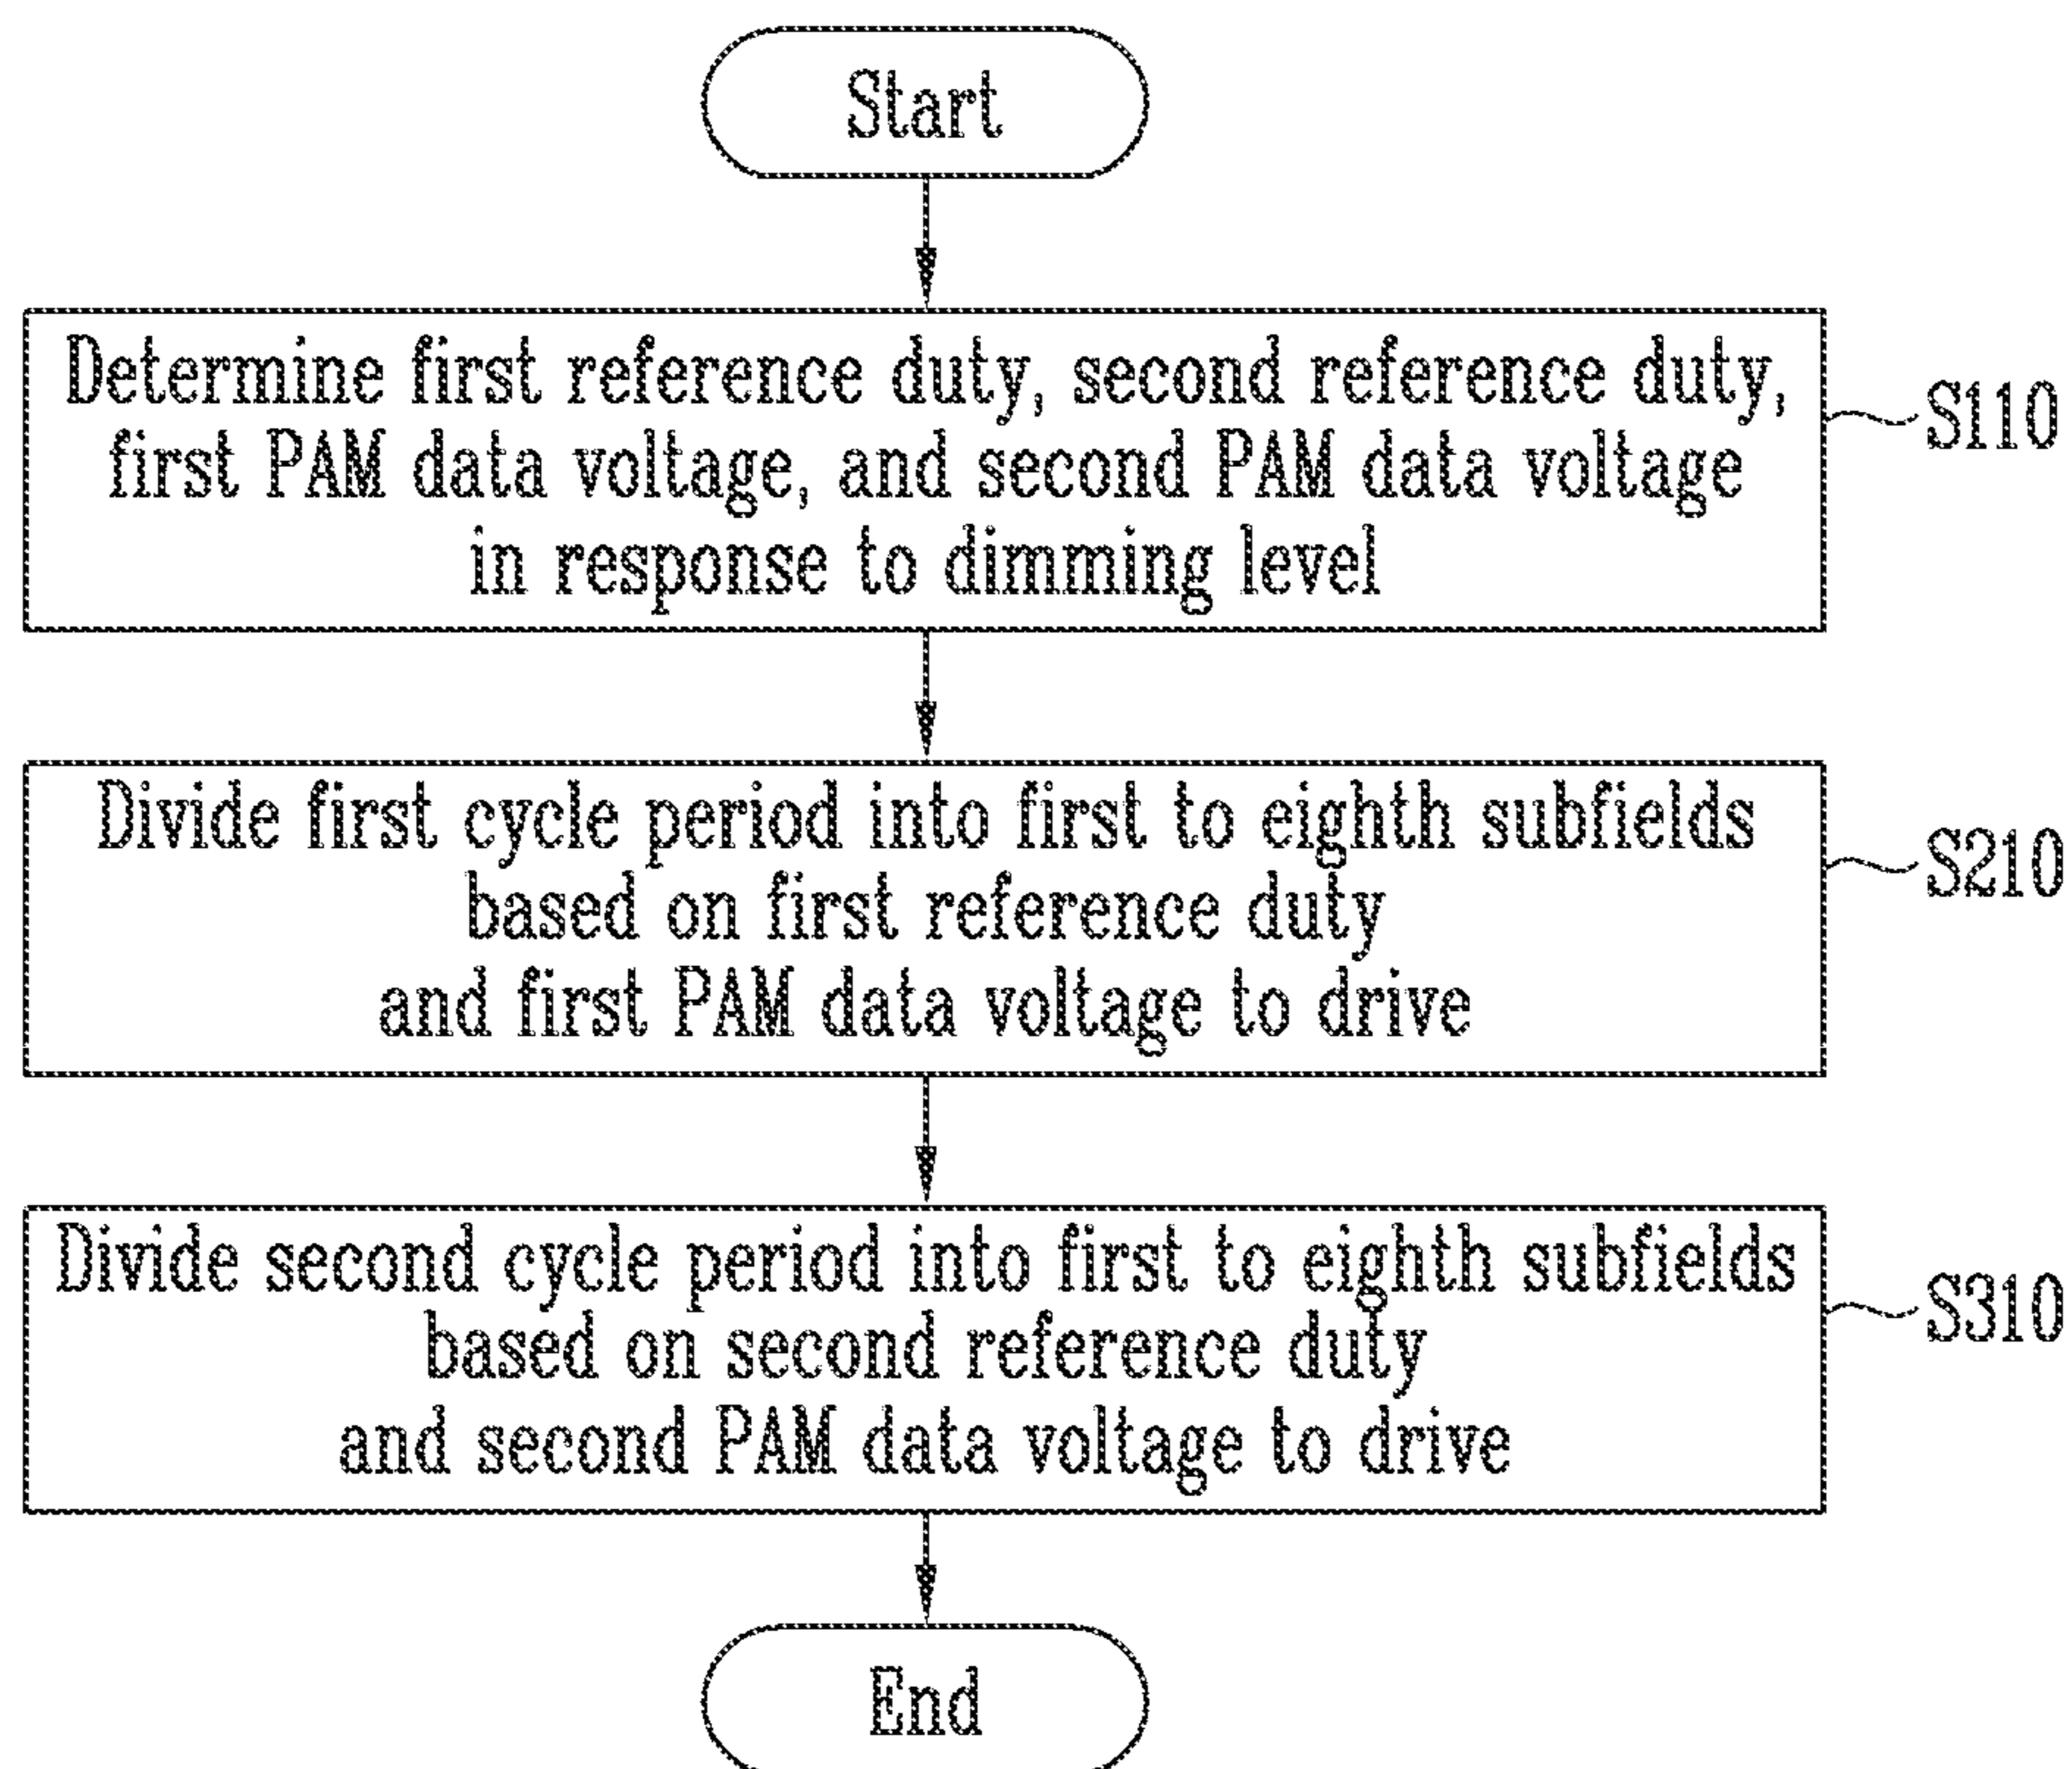 Start
Determine first reference duty, second reference duty,
first PAM data voltage, and second PAM data voltage
in response to dimming level
S110
Divide first cycle period into first to eighth subfields
based on first reference duty
and first PAM data voltage to drive
S210
Divide second cycle period into first to eighth subfields
based on second reference duty
and second PAM data voltage to drive
S310
End